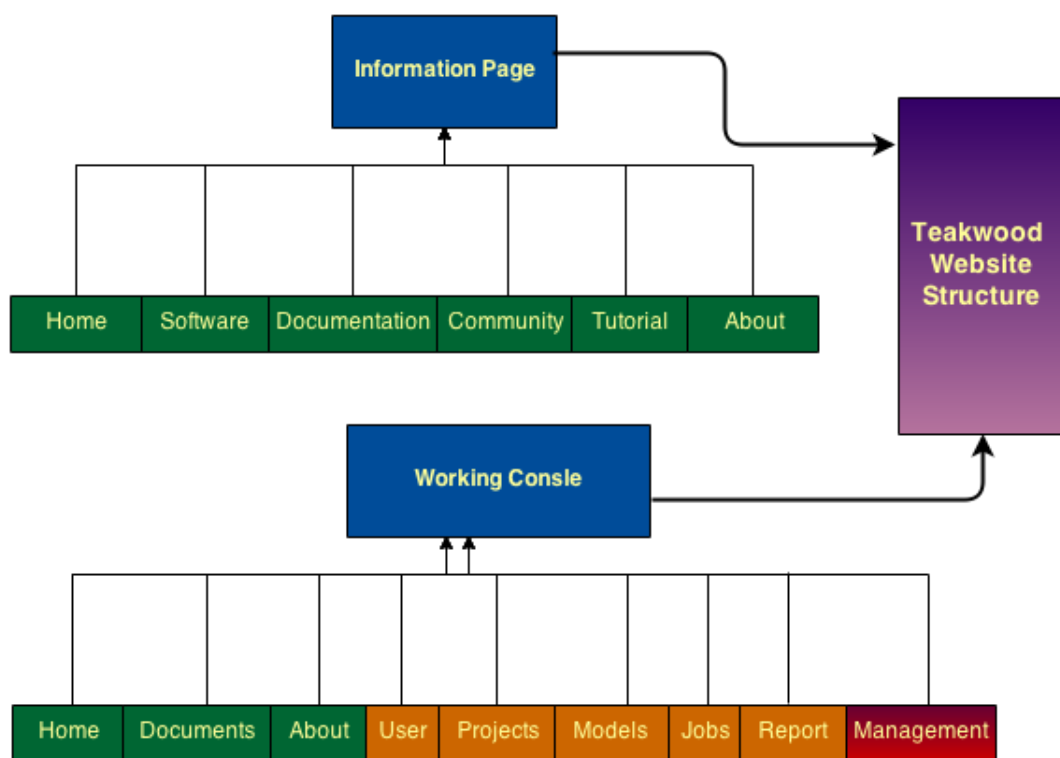 Information Page
Teakwood
Website
Structure
Home Software Documentation Community Tutorial About
Working Consle
Home Documents About User Projects Models Jobs Report Management